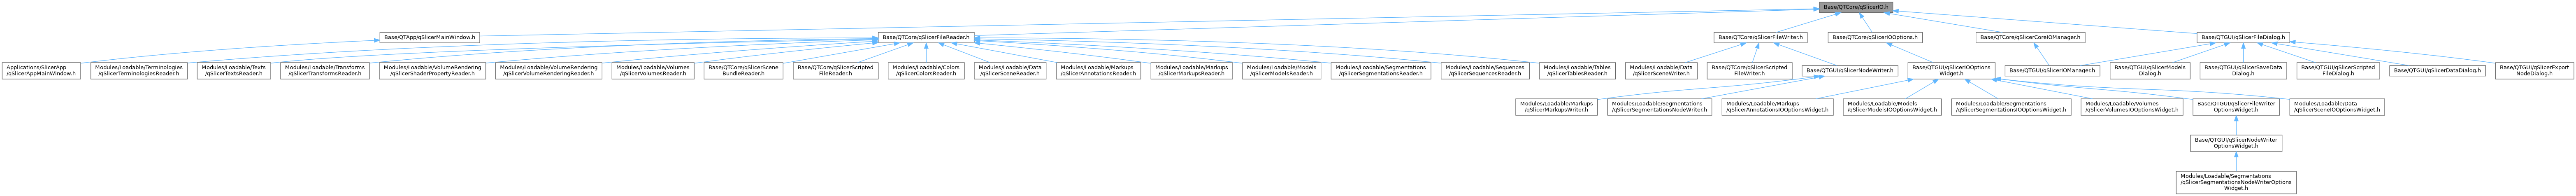 Base/QTCore/qSlicerIO.h
Base/QTApp/qSlicerMainWindow.h
Base/QTCore/qSlicerFileReader.h
Base/QTCore/qSlicerFileWriter.h
Base/QTCore/qSlicerIOOptions.h
Base/QTCore/qSlicerCoreIOManager.h
Base/QTGUI/qSlicerFileDialog.h
Applications/SlicerApp
/qSlicerAppMainWindow.h
Modules/Loadable/Terminologies
/qSlicerTerminologiesReader.h
Modules/Loadable/Texts
/qSlicerTextsReader.h
Modules/Loadable/Transforms
/qSlicerTransformsReader.h
Modules/Loadable/VolumeRendering
/qSlicerShaderPropertyReader.h
Modules/Loadable/VolumeRendering
/qSlicerVolumeRenderingReader.h
Modules/Loadable/Volumes
/qSlicerVolumesReader.h
Base/QTCore/qSlicerScene
BundleReader.h
Base/QTCore/qSlicerScripted
FileReader.h
Modules/Loadable/Colors
/qSlicerColorsReader.h
Modules/Loadable/Data
/qSlicerSceneReader.h
Modules/Loadable/Markups
/qSlicerAnnotationsReader.h
Modules/Loadable/Markups
/qSlicerMarkupsReader.h
Modules/Loadable/Models
/qSlicerModelsReader.h
Modules/Loadable/Segmentations
/qSlicerSegmentationsReader.h
Modules/Loadable/Sequences
/qSlicerSequencesReader.h
Modules/Loadable/Tables
/qSlicerTablesReader.h
Modules/Loadable/Data
/qSlicerSceneWriter.h
Base/QTCore/qSlicerScripted
FileWriter.h
Base/QTGUI/qSlicerNodeWriter.h
Base/QTGUI/qSlicerIOOptions
Widget.h
Base/QTGUI/qSlicerIOManager.h
Base/QTGUI/qSlicerModels
Dialog.h
Base/QTGUI/qSlicerSaveData
Dialog.h
Base/QTGUI/qSlicerScripted
FileDialog.h
Base/QTGUI/qSlicerDataDialog.h
Base/QTGUI/qSlicerExport
NodeDialog.h
Modules/Loadable/Markups
/qSlicerMarkupsWriter.h
Modules/Loadable/Segmentations
/qSlicerSegmentationsNodeWriter.h
Modules/Loadable/Markups
/qSlicerAnnotationsIOOptionsWidget.h
Modules/Loadable/Models
/qSlicerModelsIOOptionsWidget.h
Modules/Loadable/Segmentations
/qSlicerSegmentationsIOOptionsWidget.h
Modules/Loadable/Volumes
/qSlicerVolumesIOOptionsWidget.h
Base/QTGUI/qSlicerFileWriter
OptionsWidget.h
Modules/Loadable/Data
/qSlicerSceneIOOptionsWidget.h
Base/QTGUI/qSlicerNodeWriter
OptionsWidget.h
Modules/Loadable/Segmentations
/qSlicerSegmentationsNodeWriterOptions
Widget.h